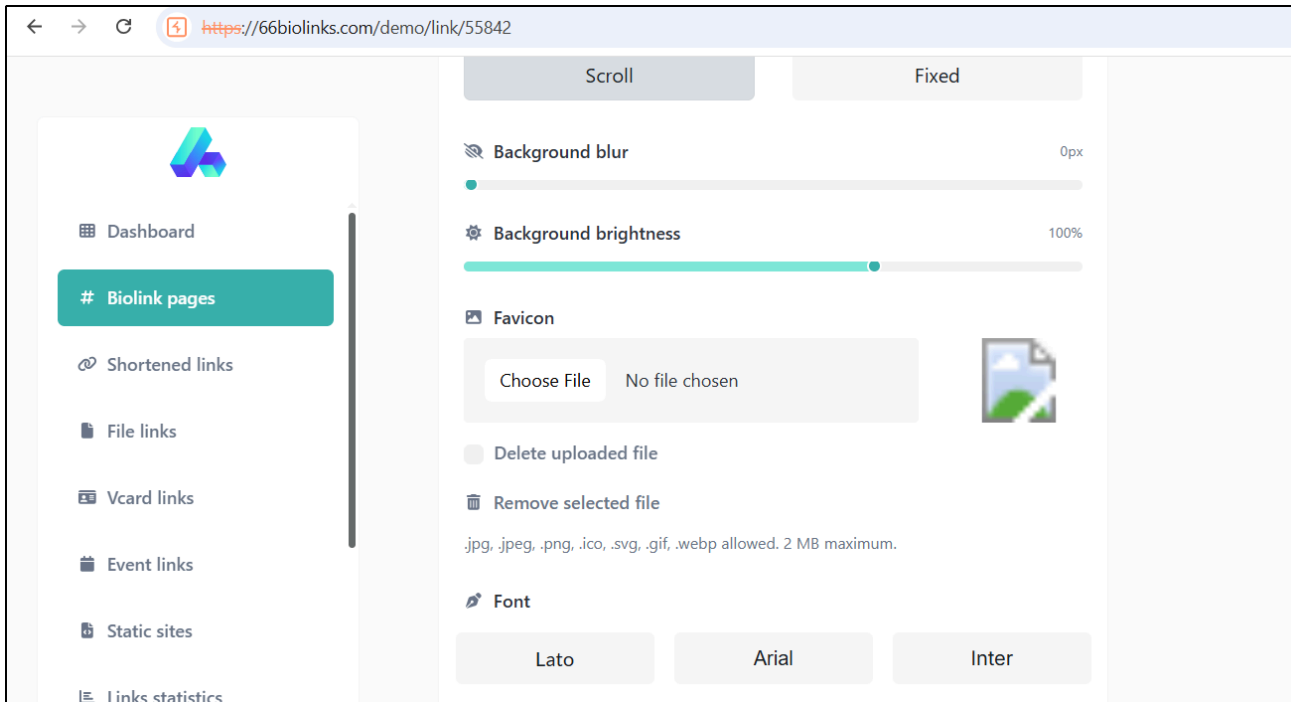 https://66biolinks.com/demo/link/55842
Scroll
Fixed
Background blur
0px
Dashboard
Background brightness
100%
# Biolink pages
Favicon
Shortened links
Choose File
No file chosen
File links
Delete uploaded file
Vcard links
Remove selected file
.jpg, .jpeg, .png, .ico, .svg, .gif, .webp allowed. 2 MB maximum.
Event links
Font
Static sites
Lato
Arial
Inter
Links statistics